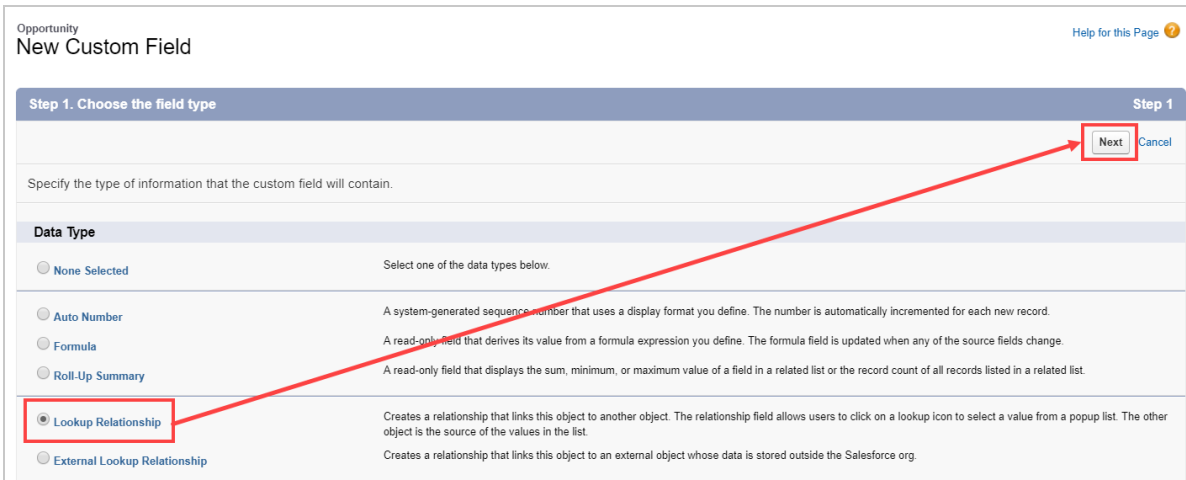 Opportunity
New Custom Field
Help for this Page
Step 1. Choose the field type
Step 1
Next
Cancel
Specify the type of information that the custom field will contain.
Data Type
None Selected
Select one of the data types below.
Auto Number
A system-generated sequence number that uses a display format you define. The number is automatically incremented for each new record.
Formula
A read-only field that derives its value from a formula expression you define. The formula field is updated when any of the source fields change.
Roll-Up Summary
A read-only field that displays the sum, minimum, or maximum value of a field in a related list or the record count of all records listed in a related list.
Lookup Relationship
Creates a relationship that links this object to another object. The relationship field allows users to click on a lookup icon to select a value from a popup list. The other
object is the source of the values in the list.
External Lookup Relationship
Creates a relationship that links this object to an external object whose data is stored outside the Salesforce org.